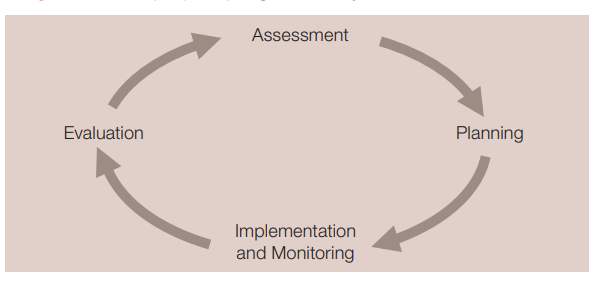 Assessment
Evaluation
Planning
Implementation
and Monitoring